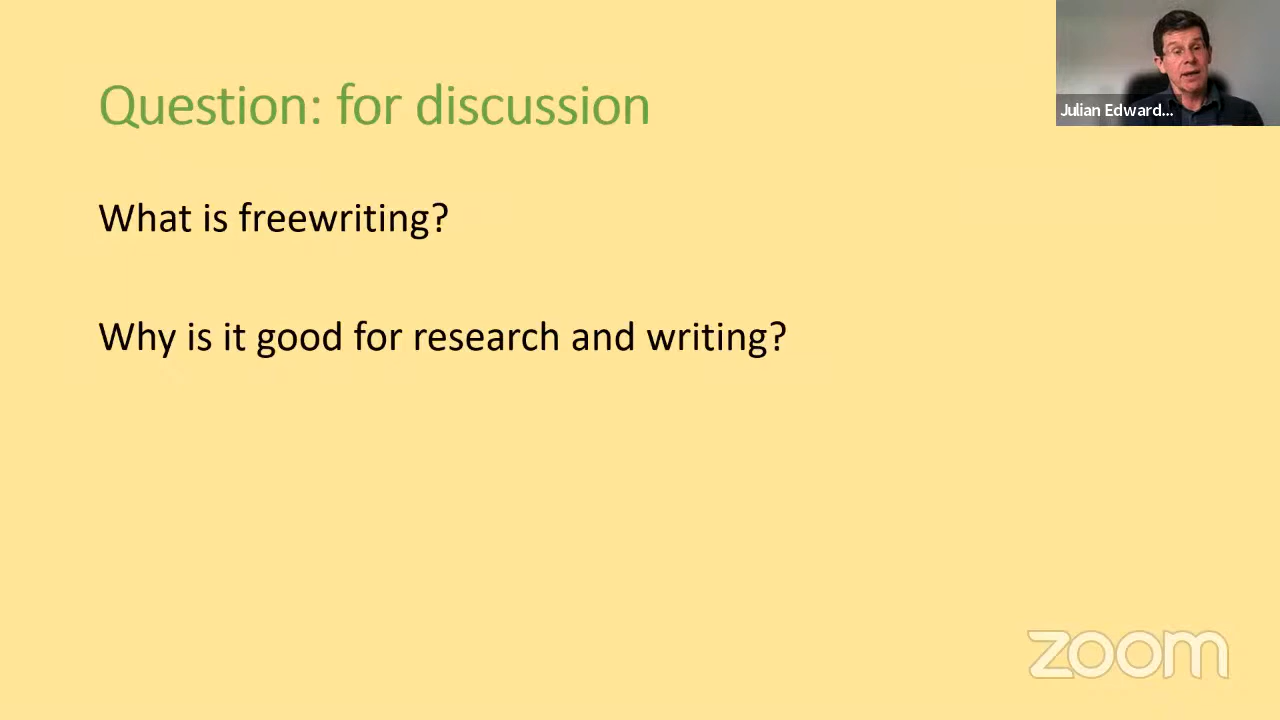 Question: for discussion
Julian Edward...
What is freewriting?
Why is it good for research and writing?
zoom